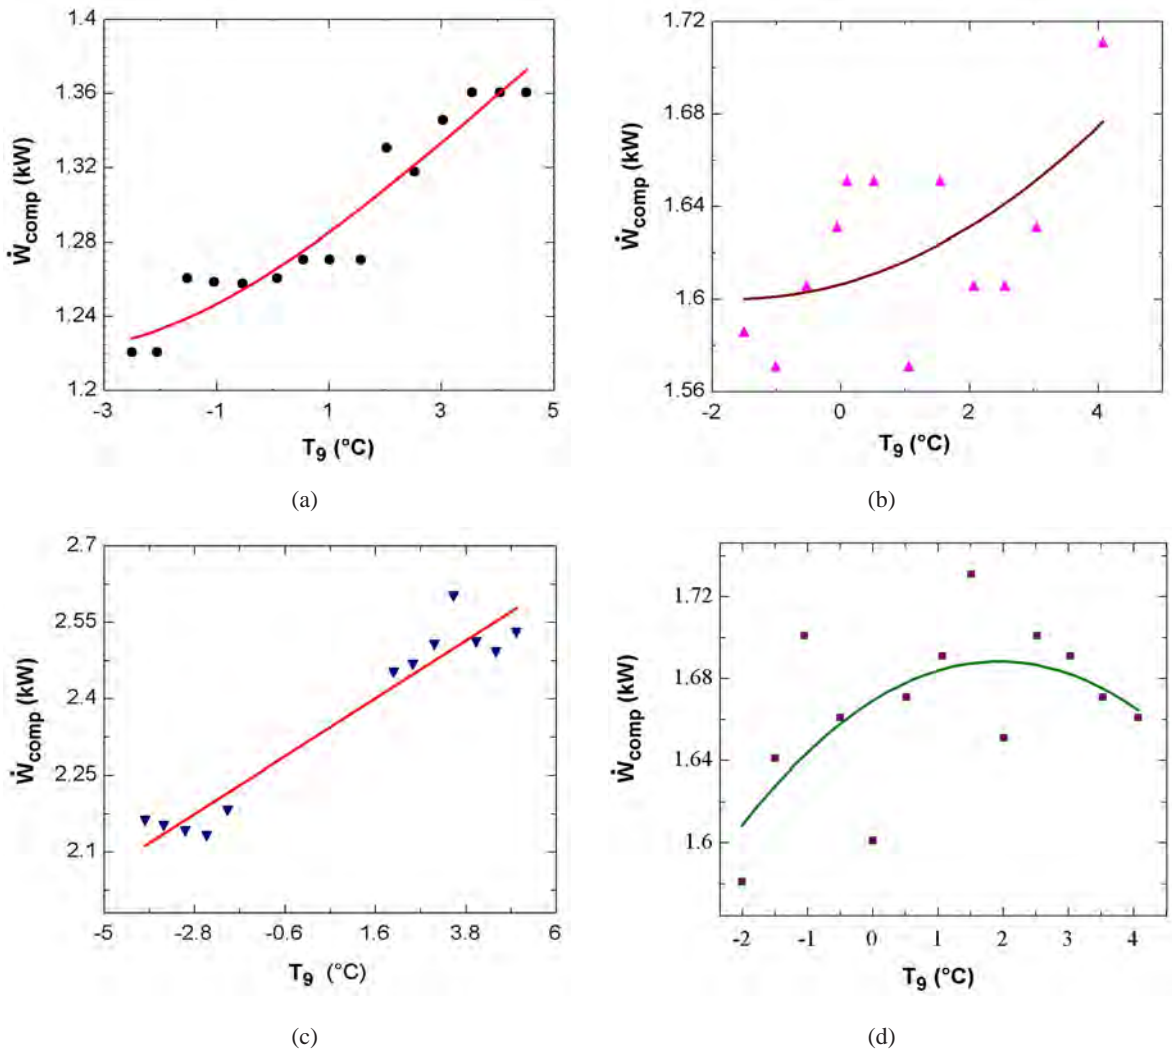 1.4
1.36
1.32
1.28
1.24
1.2
-3 -1 1 3 5
Ẇcomp (kW)
T9 (°C)
(a)
1.72
1.68
1.64
1.6
1.56
-2 0 2 4
Ẇcomp (kW)
T9 (°C)
(b)
2.7
2.55
2.4
2.25
2.1
-5 -2.8 -0.6 1.6 3.8 6
Ẇcomp (kW)
T9 (°C)
(c)
1.72
1.68
1.64
1.6
-2 -1 0 1 2 3 4
Ẇcomp (kW)
T9 (°C)
(d)